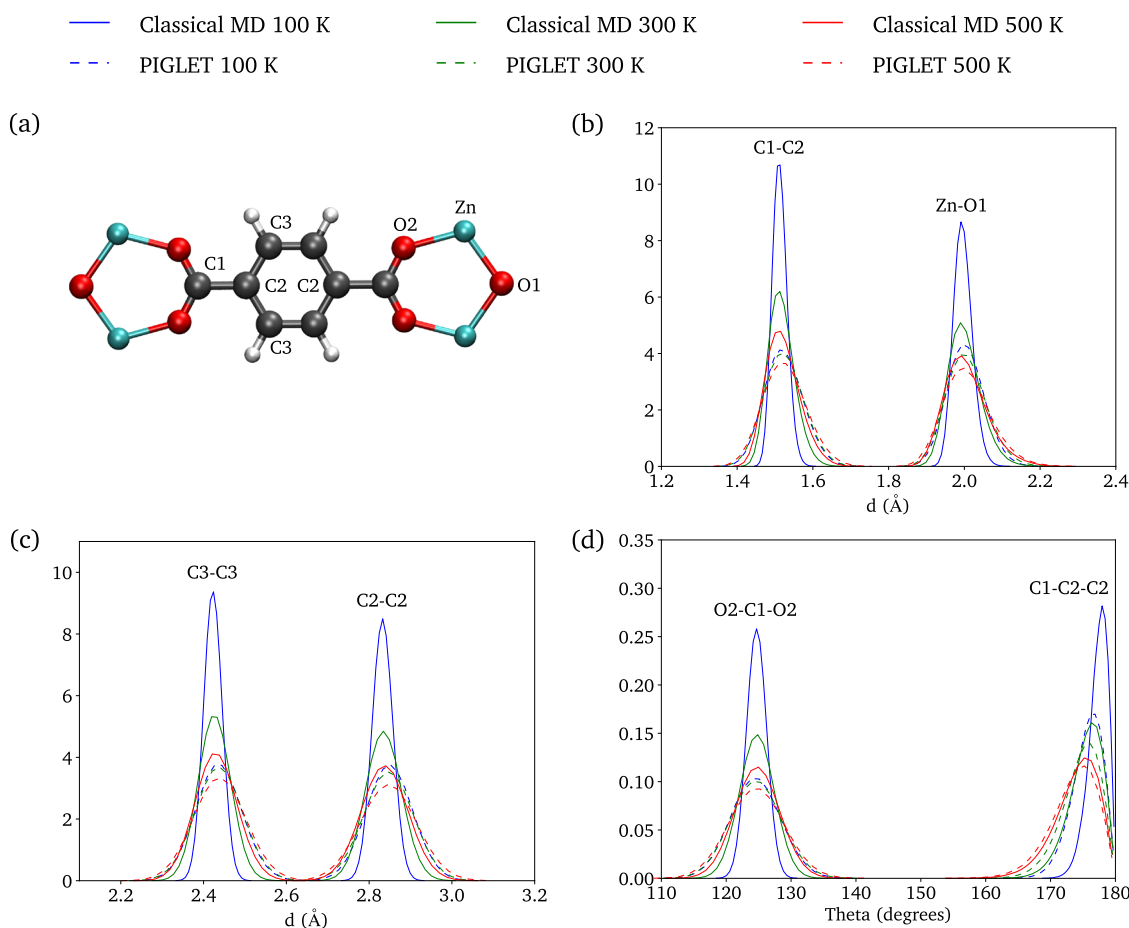 Classical MD 100 K Classical MD 300 K Classical MD 500 K
PIGLET 100 K PIGLET 300 K PIGLET 500 K
(a)
Zn
C3 O2
C1
C2 C2 O1
C3
(b)
12
C1-C2
10
Zn-O1
8
6
4
2
0
1.2 1.4 1.6 1.8 2.0 2.2 2.4
d (Å)
(c)
C3-C3
10
C2-C2
8
6
4
2
0
2.2 2.4 2.6 2.8 3.0 3.2
d (Å)
(d)
0.35
C1-C2-C2
0.30
O2-C1-O2
0.25
0.20
0.15
0.10
0.05
0.00
110 120 130 140 150 160 170 180
Theta (degrees)